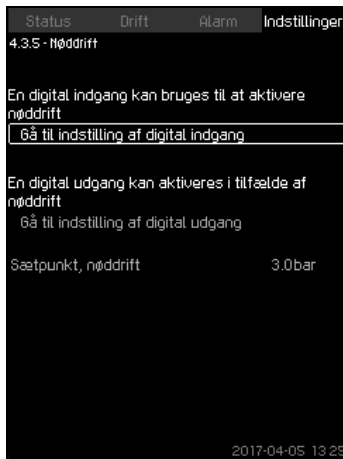 Status Drift Alarm Indstillinger
4.3.5 - Nøddrift
En digital indgang kan bruges til at aktivere
nøddrift
Gå til indstilling af digital indgang
En digital udgang kan aktiveres i tilfælde af
nøddrift
Gå til indstilling af digital udgang
Sætpunkt, nøddrift 3.0bar
2017-04-05 13:25